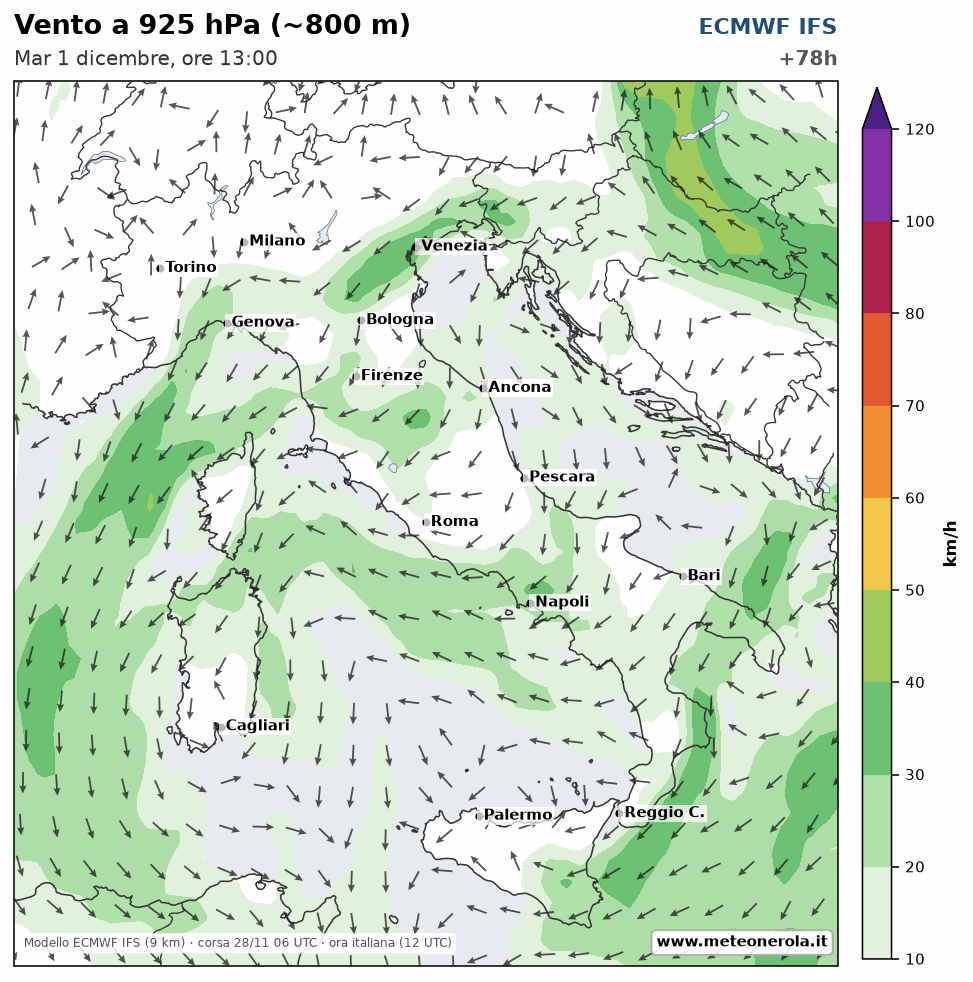 Vento a 925 hPa (~800 m)
ECMWF IFS
Mar 1 dicembre, ore 13:00
+78h
120
100
80
70
60
50
40
30
20
10
km/h
Milano
Venezia
Torino
Genova
Bologna
Firenze
Ancona
Pescara
Roma
Bari
Napoli
Cagliari
Palermo
Reggio C.
Modello ECMWF IFS (9 km) · corsa 28/11 06 UTC · ora italiana (12 UTC)
www.meteonerola.it